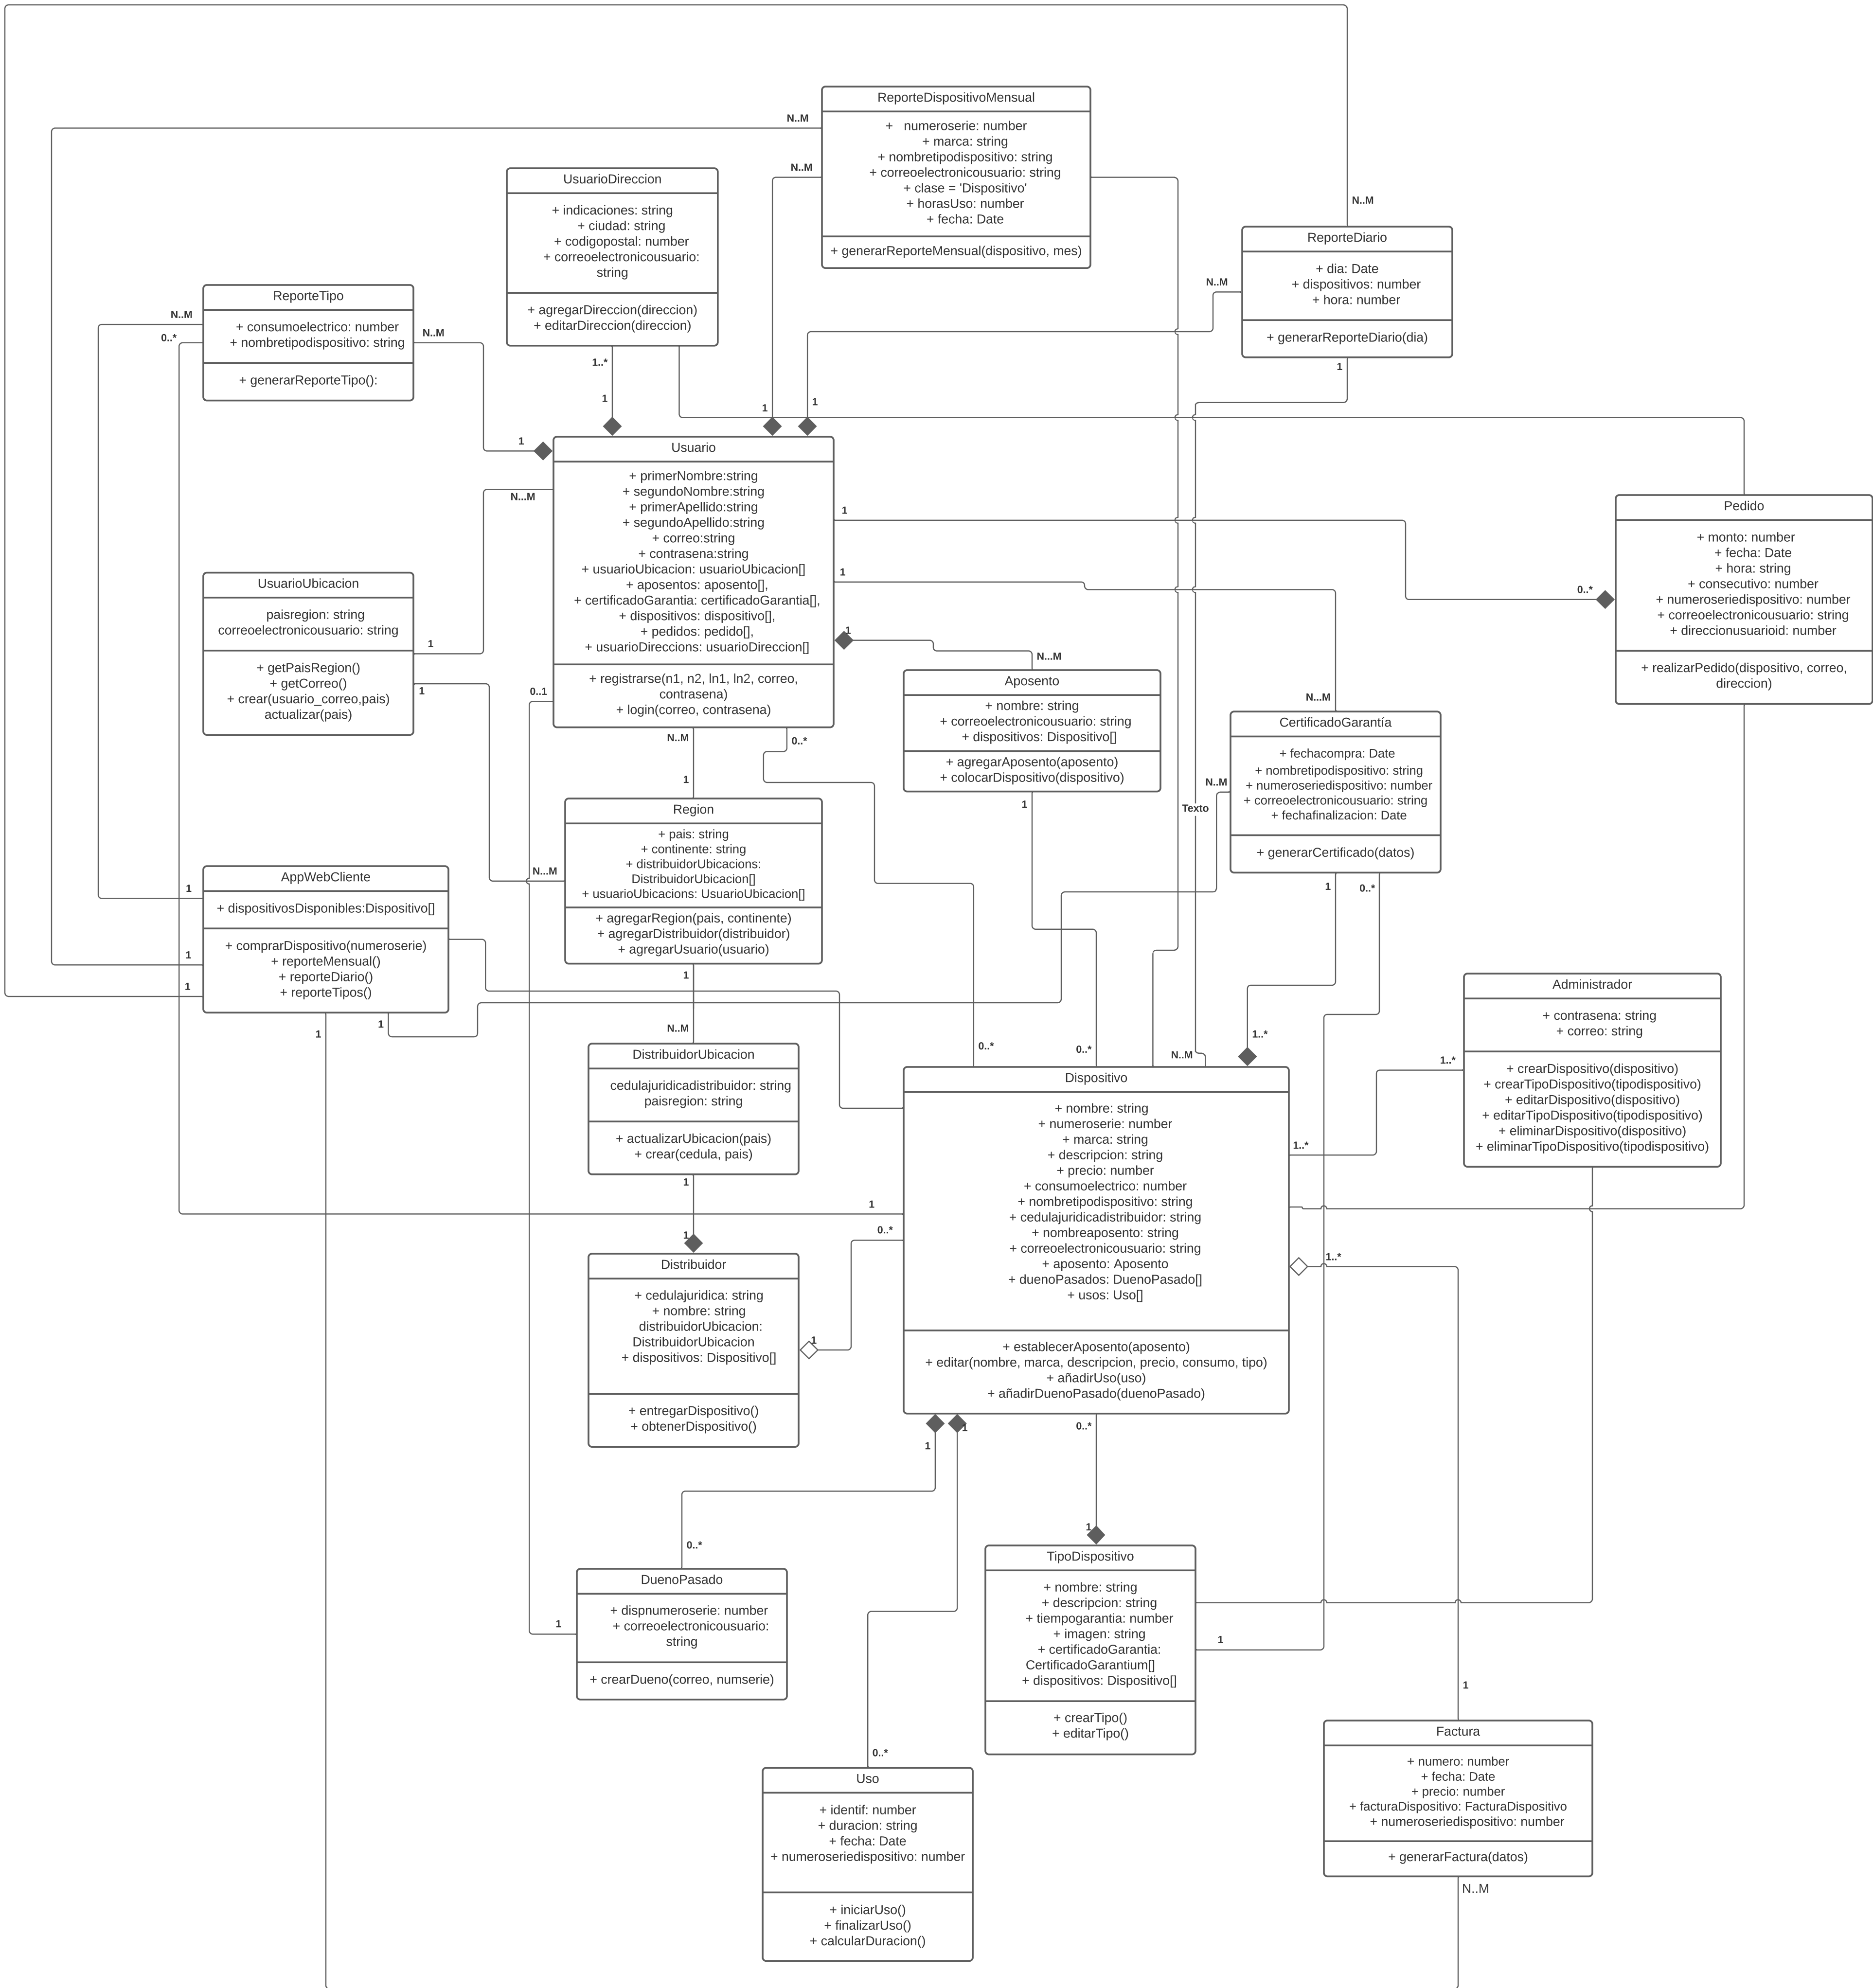 ReporteDispositivoMensual
+ numeroserie: number
+ marca: string
+ nombretipodispositivo: string
+ correoelectronicousuario: string
+ clase = 'Dispositivo'
+ horasUso: number
+ fecha: Date
+ generarReporteMensual(dispositivo, mes)
N..M
N..M
UsuarioDireccion
+ indicaciones: string
+ ciudad: string
+ codigopostal: number
+ correoelectronicousuario:
string
+ agregarDireccion(direccion)
+ editarDireccion(direccion)
1..*
1
1
1
N..M
ReporteDiario
+ dia: Date
+ dispositivos: number
+ hora: number
+ generarReporteDiario(dia)
N..M
1
ReporteTipo
+ consumoelectrico: number
+ nombretipodispositivo: string
+ generarReporteTipo():
N..M
0..*
N..M
1
Usuario
+ primerNombre:string
+ segundoNombre:string
+ primerApellido:string
+ segundoApellido:string
+ correo:string
+ contrasena:string
+ usuarioUbicacion: usuarioUbicacion[]
+ aposentos: aposento[],
+ certificadoGarantia: certificadoGarantia[],
+ dispositivos: dispositivo[],
+ pedidos: pedido[],
+ usuarioDireccions: usuarioDireccion[]
+ registrarse(n1, n2, ln1, ln2, correo,
contrasena)
+ login(correo, contrasena)
N...M
1
1
1
0..1
N..M
0..*
1
Pedido
+ monto: number
+ fecha: Date
+ hora: string
+ consecutivo: number
+ numeroseriedispositivo: number
+ correoelectronicousuario: string
+ direccionusuarioid: number
+ realizarPedido(dispositivo, correo,
direccion)
0..*
UsuarioUbicacion
paisregion: string
correoelectronicousuario: string
+ getPaisRegion()
+ getCorreo()
+ crear(usuario_correo,pais)
actualizar(pais)
1
1
Aposento
+ nombre: string
+ correoelectronicousuario: string
+ dispositivos: Dispositivo[]
+ agregarAposento(aposento)
+ colocarDispositivo(dispositivo)
N...M
1
CertificadoGarantía
+ fechacompra: Date
+ nombretipodispositivo: string
+ numeroseriedispositivo: number
+ correoelectronicousuario: string
+ fechafinalizacion: Date
+ generarCertificado(datos)
N...M
N..M
Texto
1
0..*
Region
+ pais: string
+ continente: string
+ distribuidorUbicacions:
DistribuidorUbicacion[]
+ usuarioUbicacions: UsuarioUbicacion[]
+ agregarRegion(pais, continente)
+ agregarDistribuidor(distribuidor)
+ agregarUsuario(usuario)
N...M
1
N..M
AppWebCliente
+ dispositivosDisponibles:Dispositivo[]
+ comprarDispositivo(numeroserie)
+ reporteMensual()
+ reporteDiario()
+ reporteTipos()
1
1
1
1
1
Administrador
+ contrasena: string
+ correo: string
+ crearDispositivo(dispositivo)
+ crearTipoDispositivo(tipodispositivo)
+ editarDispositivo(dispositivo)
+ editarTipoDispositivo(tipodispositivo)
+ eliminarDispositivo(dispositivo)
+ eliminarTipoDispositivo(tipodispositivo)
1..*
DistribuidorUbicacion
cedulajuridicadistribuidor: string
paisregion: string
+ actualizarUbicacion(pais)
+ crear(cedula, pais)
1
1
Dispositivo
+ nombre: string
+ numeroserie: number
+ marca: string
+ descripcion: string
+ precio: number
+ consumoelectrico: number
+ nombretipodispositivo: string
+ cedulajuridicadistribuidor: string
+ nombreaposento: string
+ correoelectronicousuario: string
+ aposento: Aposento
+ duenoPasados: DuenoPasado[]
+ usos: Uso[]
+ establecerAposento(aposento)
+ editar(nombre, marca, descripcion, precio, consumo, tipo)
+ añadirUso(uso)
+ añadirDuenoPasado(duenoPasado)
0..*
0..*
N..M
1..*
1..*
1
0..*
1..*
1
1
0..*
Distribuidor
+ cedulajuridica: string
+ nombre: string
distribuidorUbicacion:
DistribuidorUbicacion
+ dispositivos: Dispositivo[]
+ entregarDispositivo()
+ obtenerDispositivo()
1
DuenoPasado
+ dispnumeroserie: number
+ correoelectronicousuario:
string
+ crearDueno(correo, numserie)
0..*
1
TipoDispositivo
+ nombre: string
+ descripcion: string
+ tiempogarantia: number
+ imagen: string
+ certificadoGarantia:
CertificadoGarantium[]
+ dispositivos: Dispositivo[]
+ crearTipo()
+ editarTipo()
1
1
Uso
+ identif: number
+ duracion: string
+ fecha: Date
+ numeroseriedispositivo: number
+ iniciarUso()
+ finalizarUso()
+ calcularDuracion()
0..*
Factura
+ numero: number
+ fecha: Date
+ precio: number
+ facturaDispositivo: FacturaDispositivo
+ numeroseriedispositivo: number
+ generarFactura(datos)
1
N..M